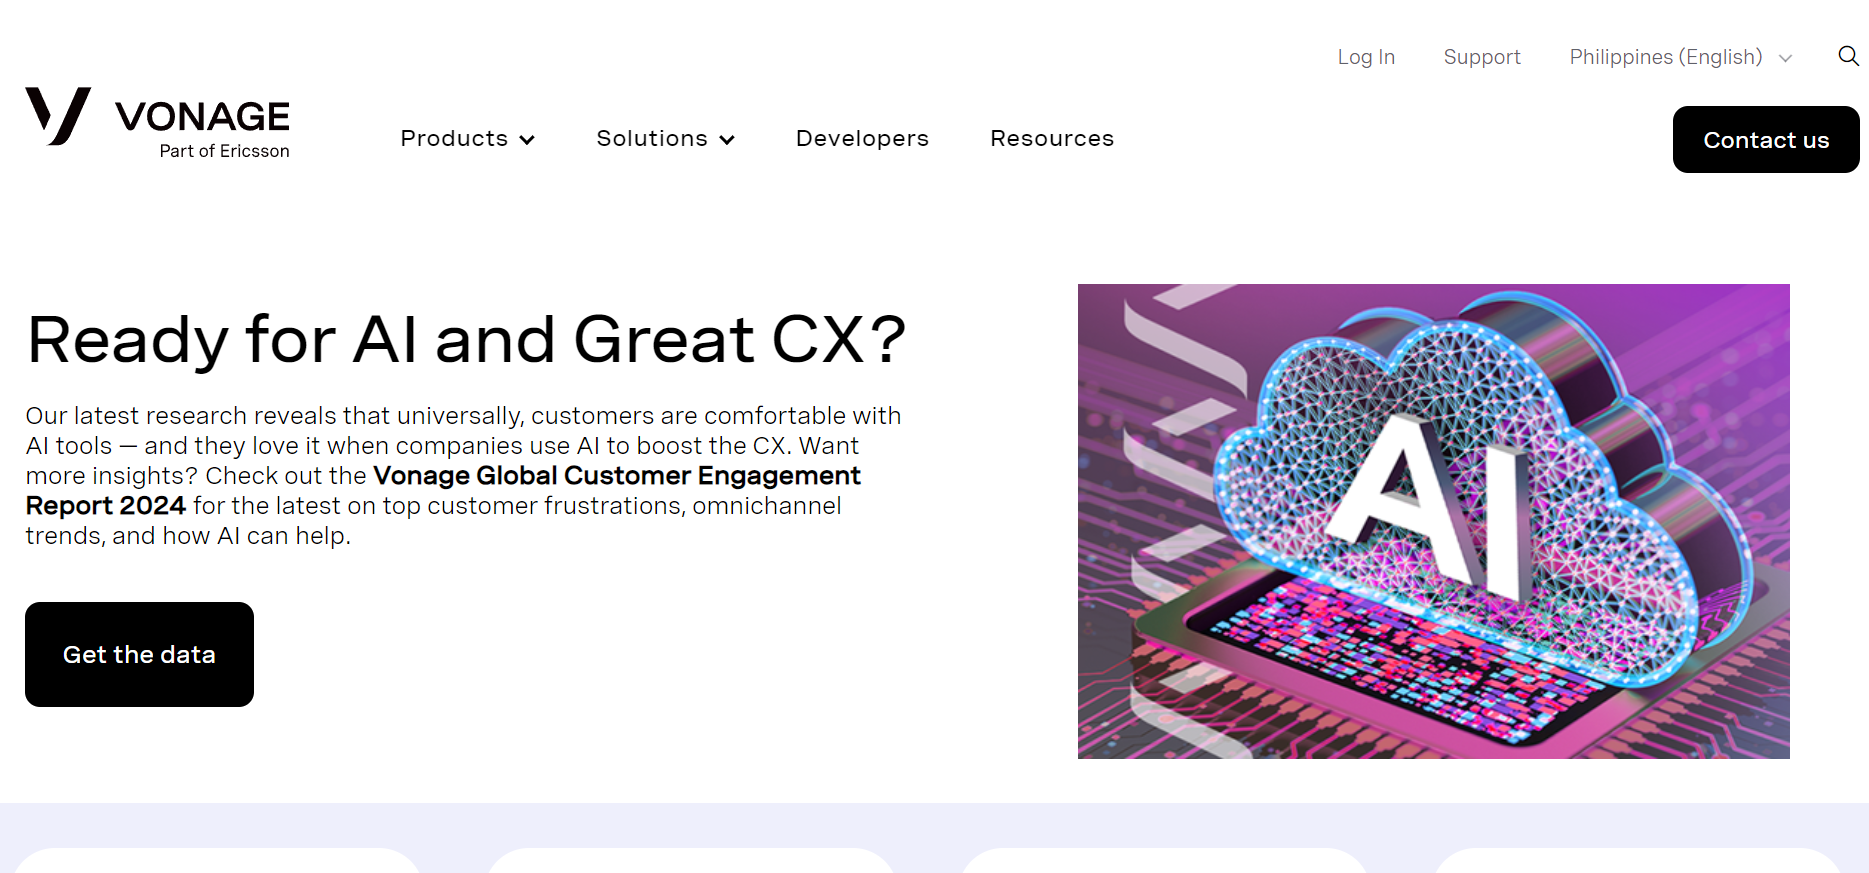 Log In
Support
Philippines (English)
VONAGE
Part of Ericsson
Products
Solutions
Developers
Resources
Contact us
Ready for AI and Great CX?
Our latest research reveals that universally, customers are comfortable with
AI tools — and they love it when companies use AI to boost the CX. Want
more insights? Check out the Vonage Global Customer Engagement
Report 2024 for the latest on top customer frustrations, omnichannel
trends, and how AI can help.
Get the data
AI